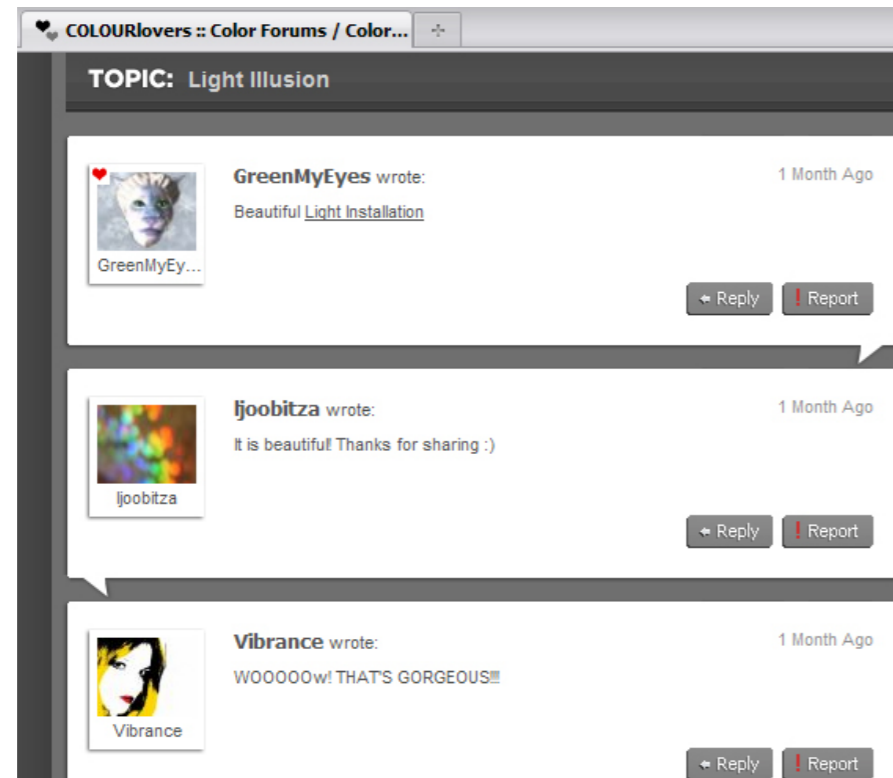 COLOURlovers :: Color Forums / Color...
TOPIC: Light Illusion
GreenMyEyes wrote:
1 Month Ago
Beautiful Light Installation
GreenMyEy...
Reply
Report
ljoobitza wrote:
1 Month Ago
It is beautiful! Thanks for sharing :)
ljoobitza
Reply
Report
Vibrance wrote:
1 Month Ago
WOOOOOw! THAT'S GORGEOUS!!!
Vibrance
Reply
Report